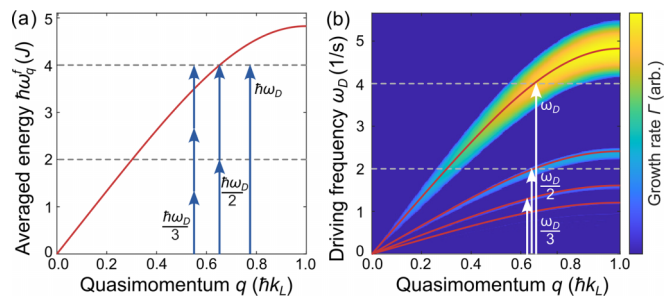 (a)
Averaged energy ħω_q^f (J)
5
4
3
2
1
0
ħω_D
ħω_D/2
ħω_D/3
0.0 0.2 0.4 0.6 0.8 1.0
Quasimomentum q (ħk_L)
(b)
Driving frequency ω_D (1/s)
5
4
3
2
1
0
ω_D
ω_D/2
ω_D/3
0.0 0.2 0.4 0.6 0.8 1.0
Quasimomentum q (ħk_L)
Growth rate Γ (arb.)